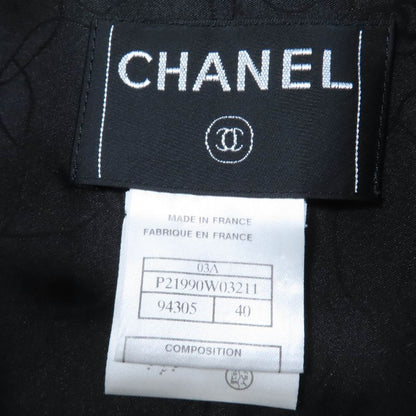 CHANEL
MADE IN FRANCE
FABRIQUE EN FRANCE
03A
P21990W03211
94305 40
COMPOSITION